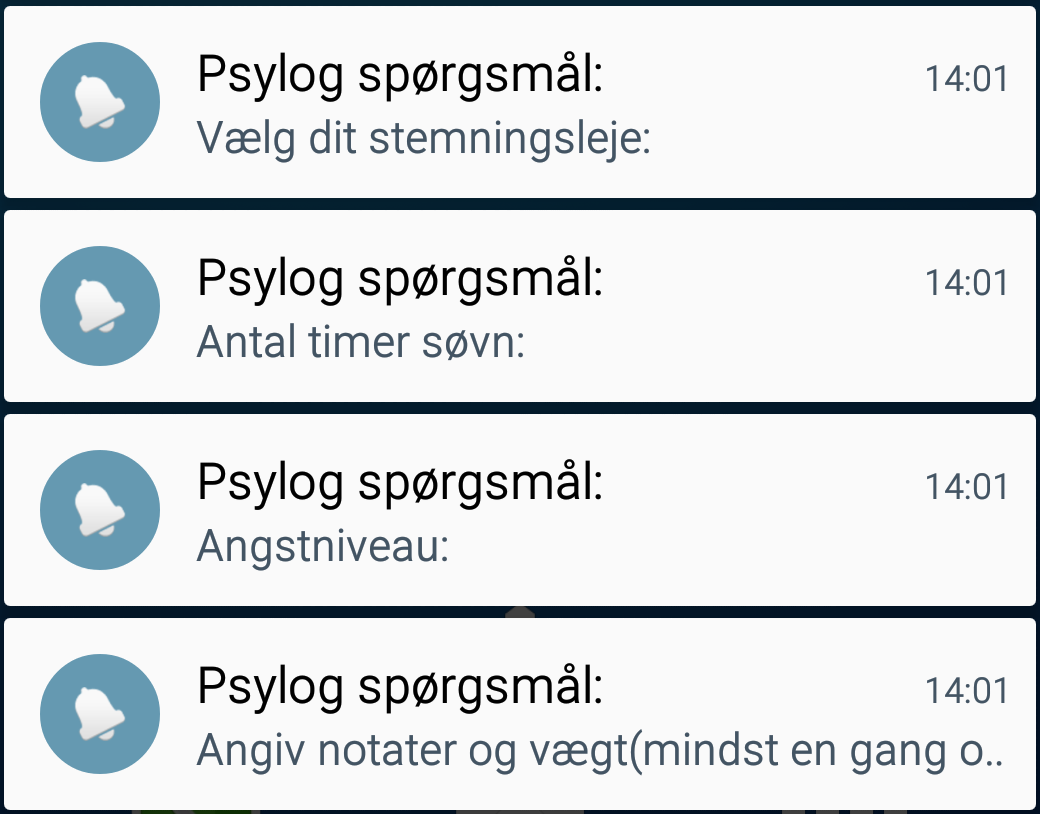 Psylog spørgsmål:
14:01
Vælg dit stemningsleje:
Psylog spørgsmål:
14:01
Antal timer søvn:
Psylog spørgsmål:
14:01
Angstniveau:
Psylog spørgsmål:
14:01
Angiv notater og vægt(mindst en gang o..